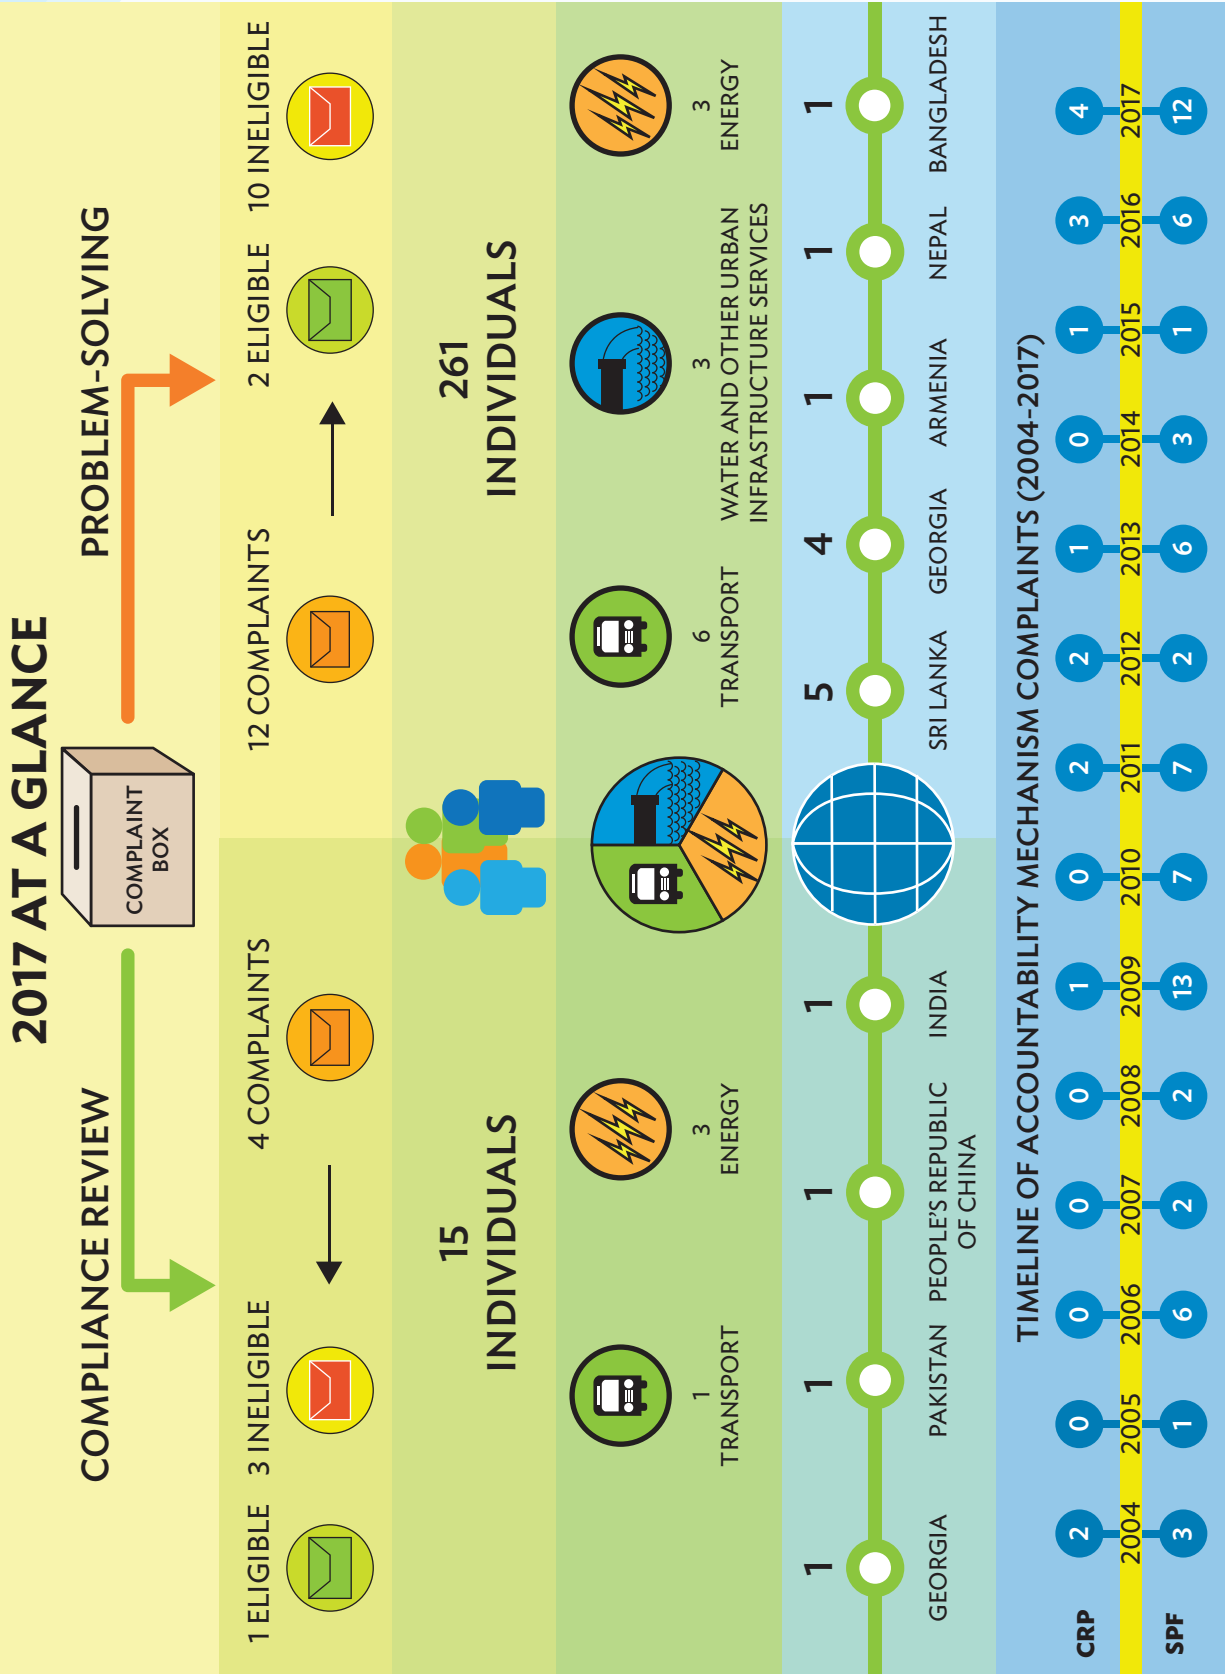 2017 AT A GLANCE
COMPLIANCE REVIEW
COMPLAINT
BOX
PROBLEM-SOLVING
1 ELIGIBLE
3 INELIGIBLE
4 COMPLAINTS
12 COMPLAINTS
2 ELIGIBLE
10 INELIGIBLE
15
INDIVIDUALS
261
INDIVIDUALS
1
TRANSPORT
3
ENERGY
6
TRANSPORT
3
WATER AND OTHER URBAN
INFRASTRUCTURE SERVICES
3
ENERGY
1
GEORGIA
1
PAKISTAN
1
PEOPLE'S REPUBLIC
OF CHINA
1
INDIA
5
SRI LANKA
4
GEORGIA
1
ARMENIA
1
NEPAL
1
BANGLADESH
TIMELINE OF ACCOUNTABILITY MECHANISM COMPLAINTS (2004–2017)
CRP 2 0 0 0 0 1 0 2 2 1 0 1 3 4
2004 2005 2006 2007 2008 2009 2010 2011 2012 2013 2014 2015 2016 2017
SPF 3 1 6 2 2 13 7 7 2 6 3 1 6 12